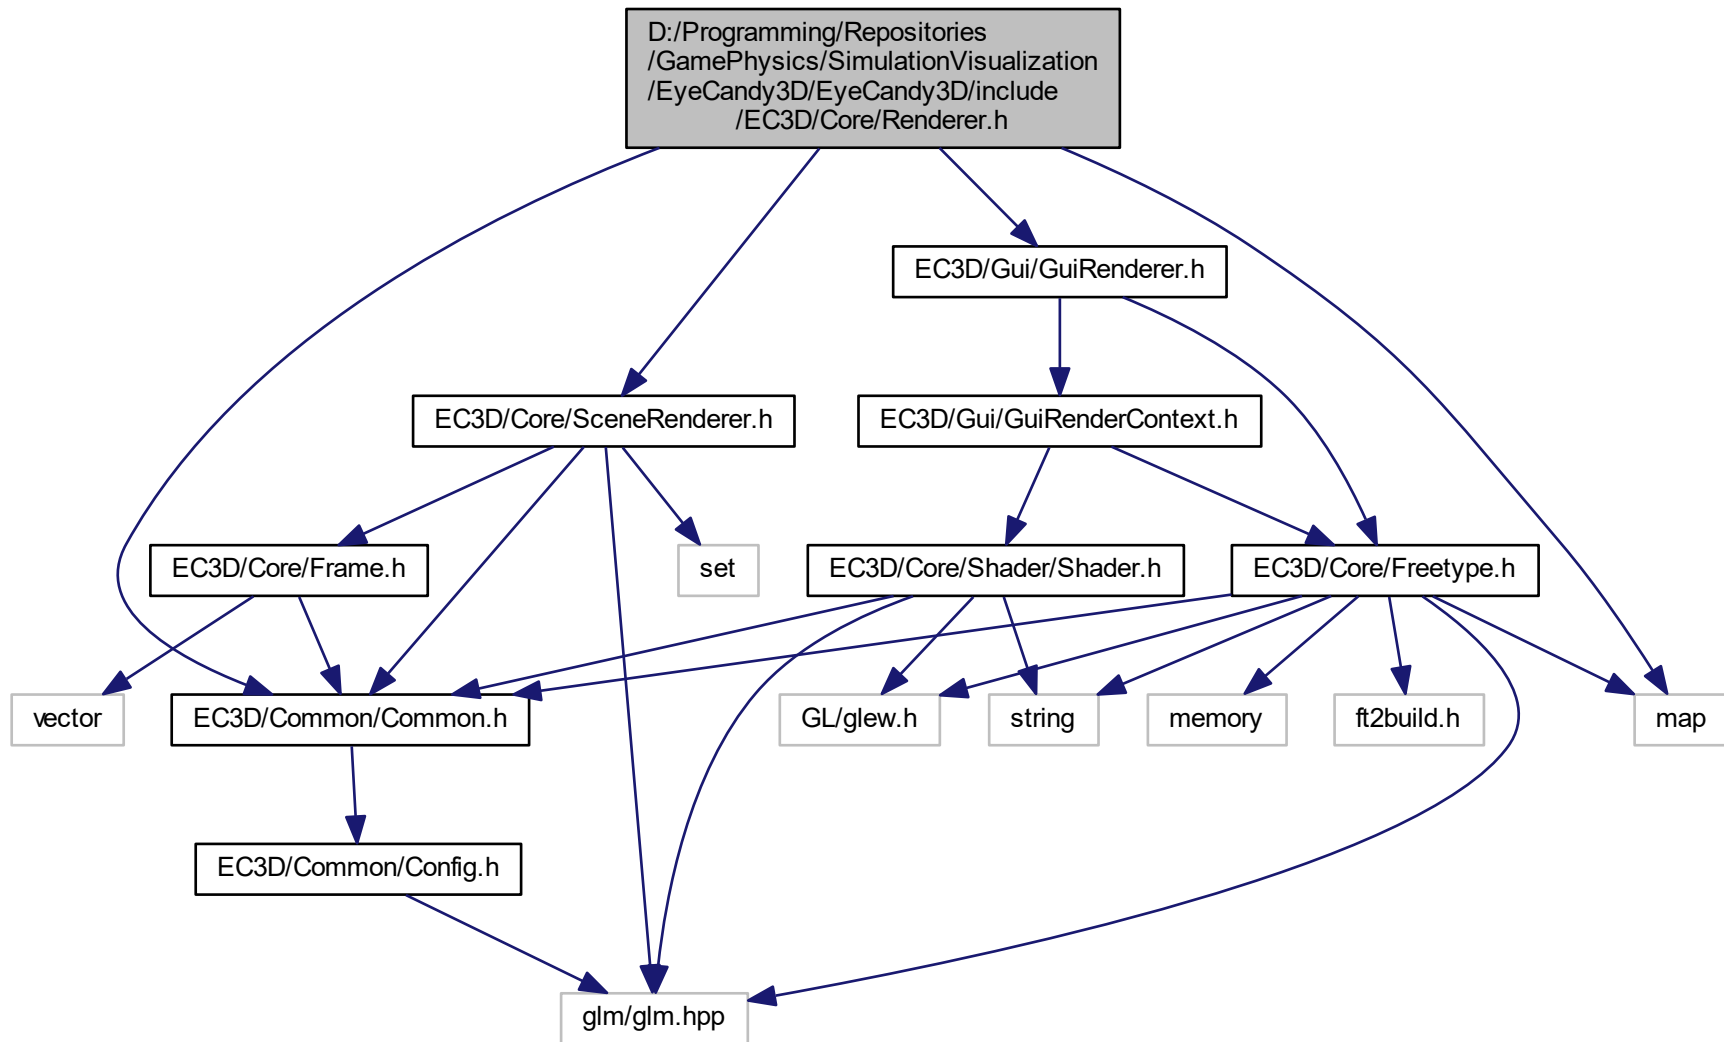 D:/Programming/Repositories
/GamePhysics/SimulationVisualization
/EyeCandy3D/EyeCandy3D/include
/EC3D/Core/Renderer.h
EC3D/Gui/GuiRenderer.h
EC3D/Core/SceneRenderer.h
EC3D/Gui/GuiRenderContext.h
EC3D/Core/Frame.h
set
EC3D/Core/Shader/Shader.h
EC3D/Core/Freetype.h
vector
EC3D/Common/Common.h
GL/glew.h
string
memory
ft2build.h
map
EC3D/Common/Config.h
glm/glm.hpp